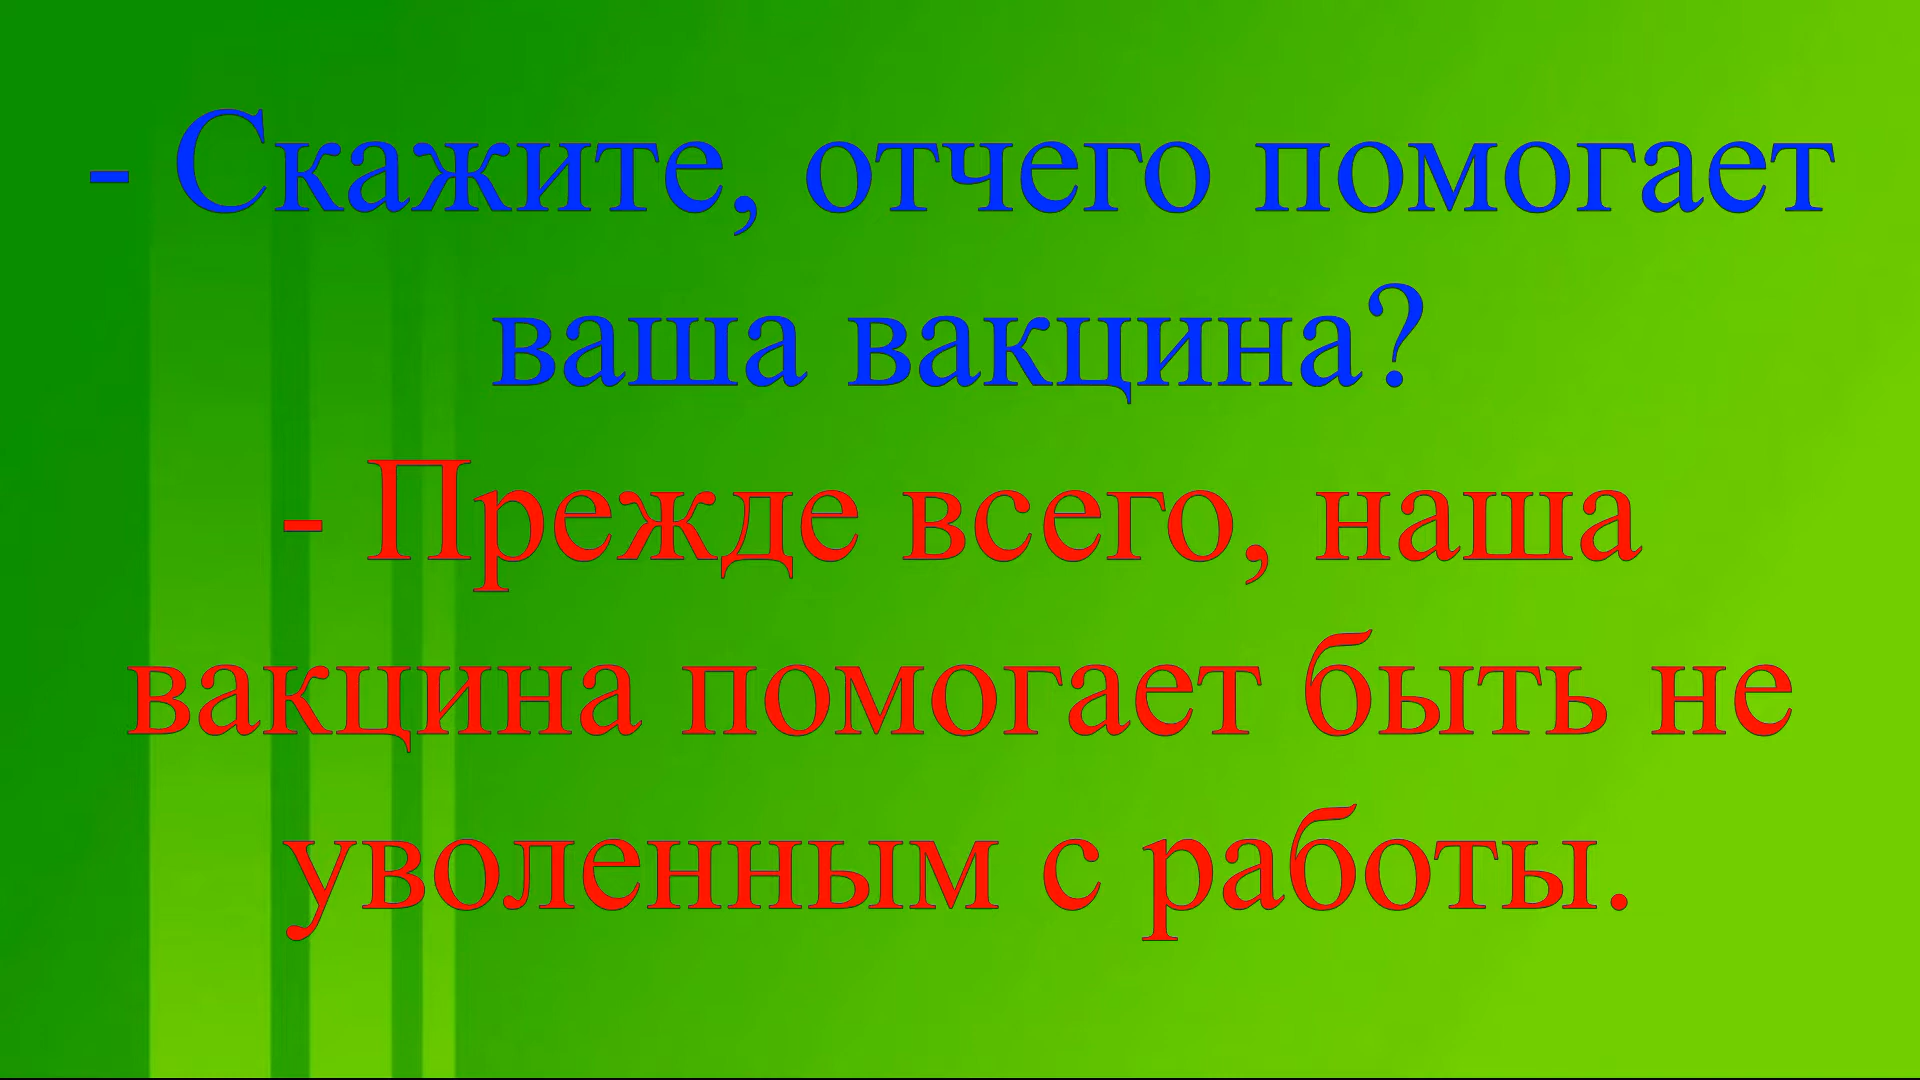 - Скажите, отчего помогает
ваша вакцина?
- Прежде всего, наша
вакцина помогает быть не
уволенным с работы.